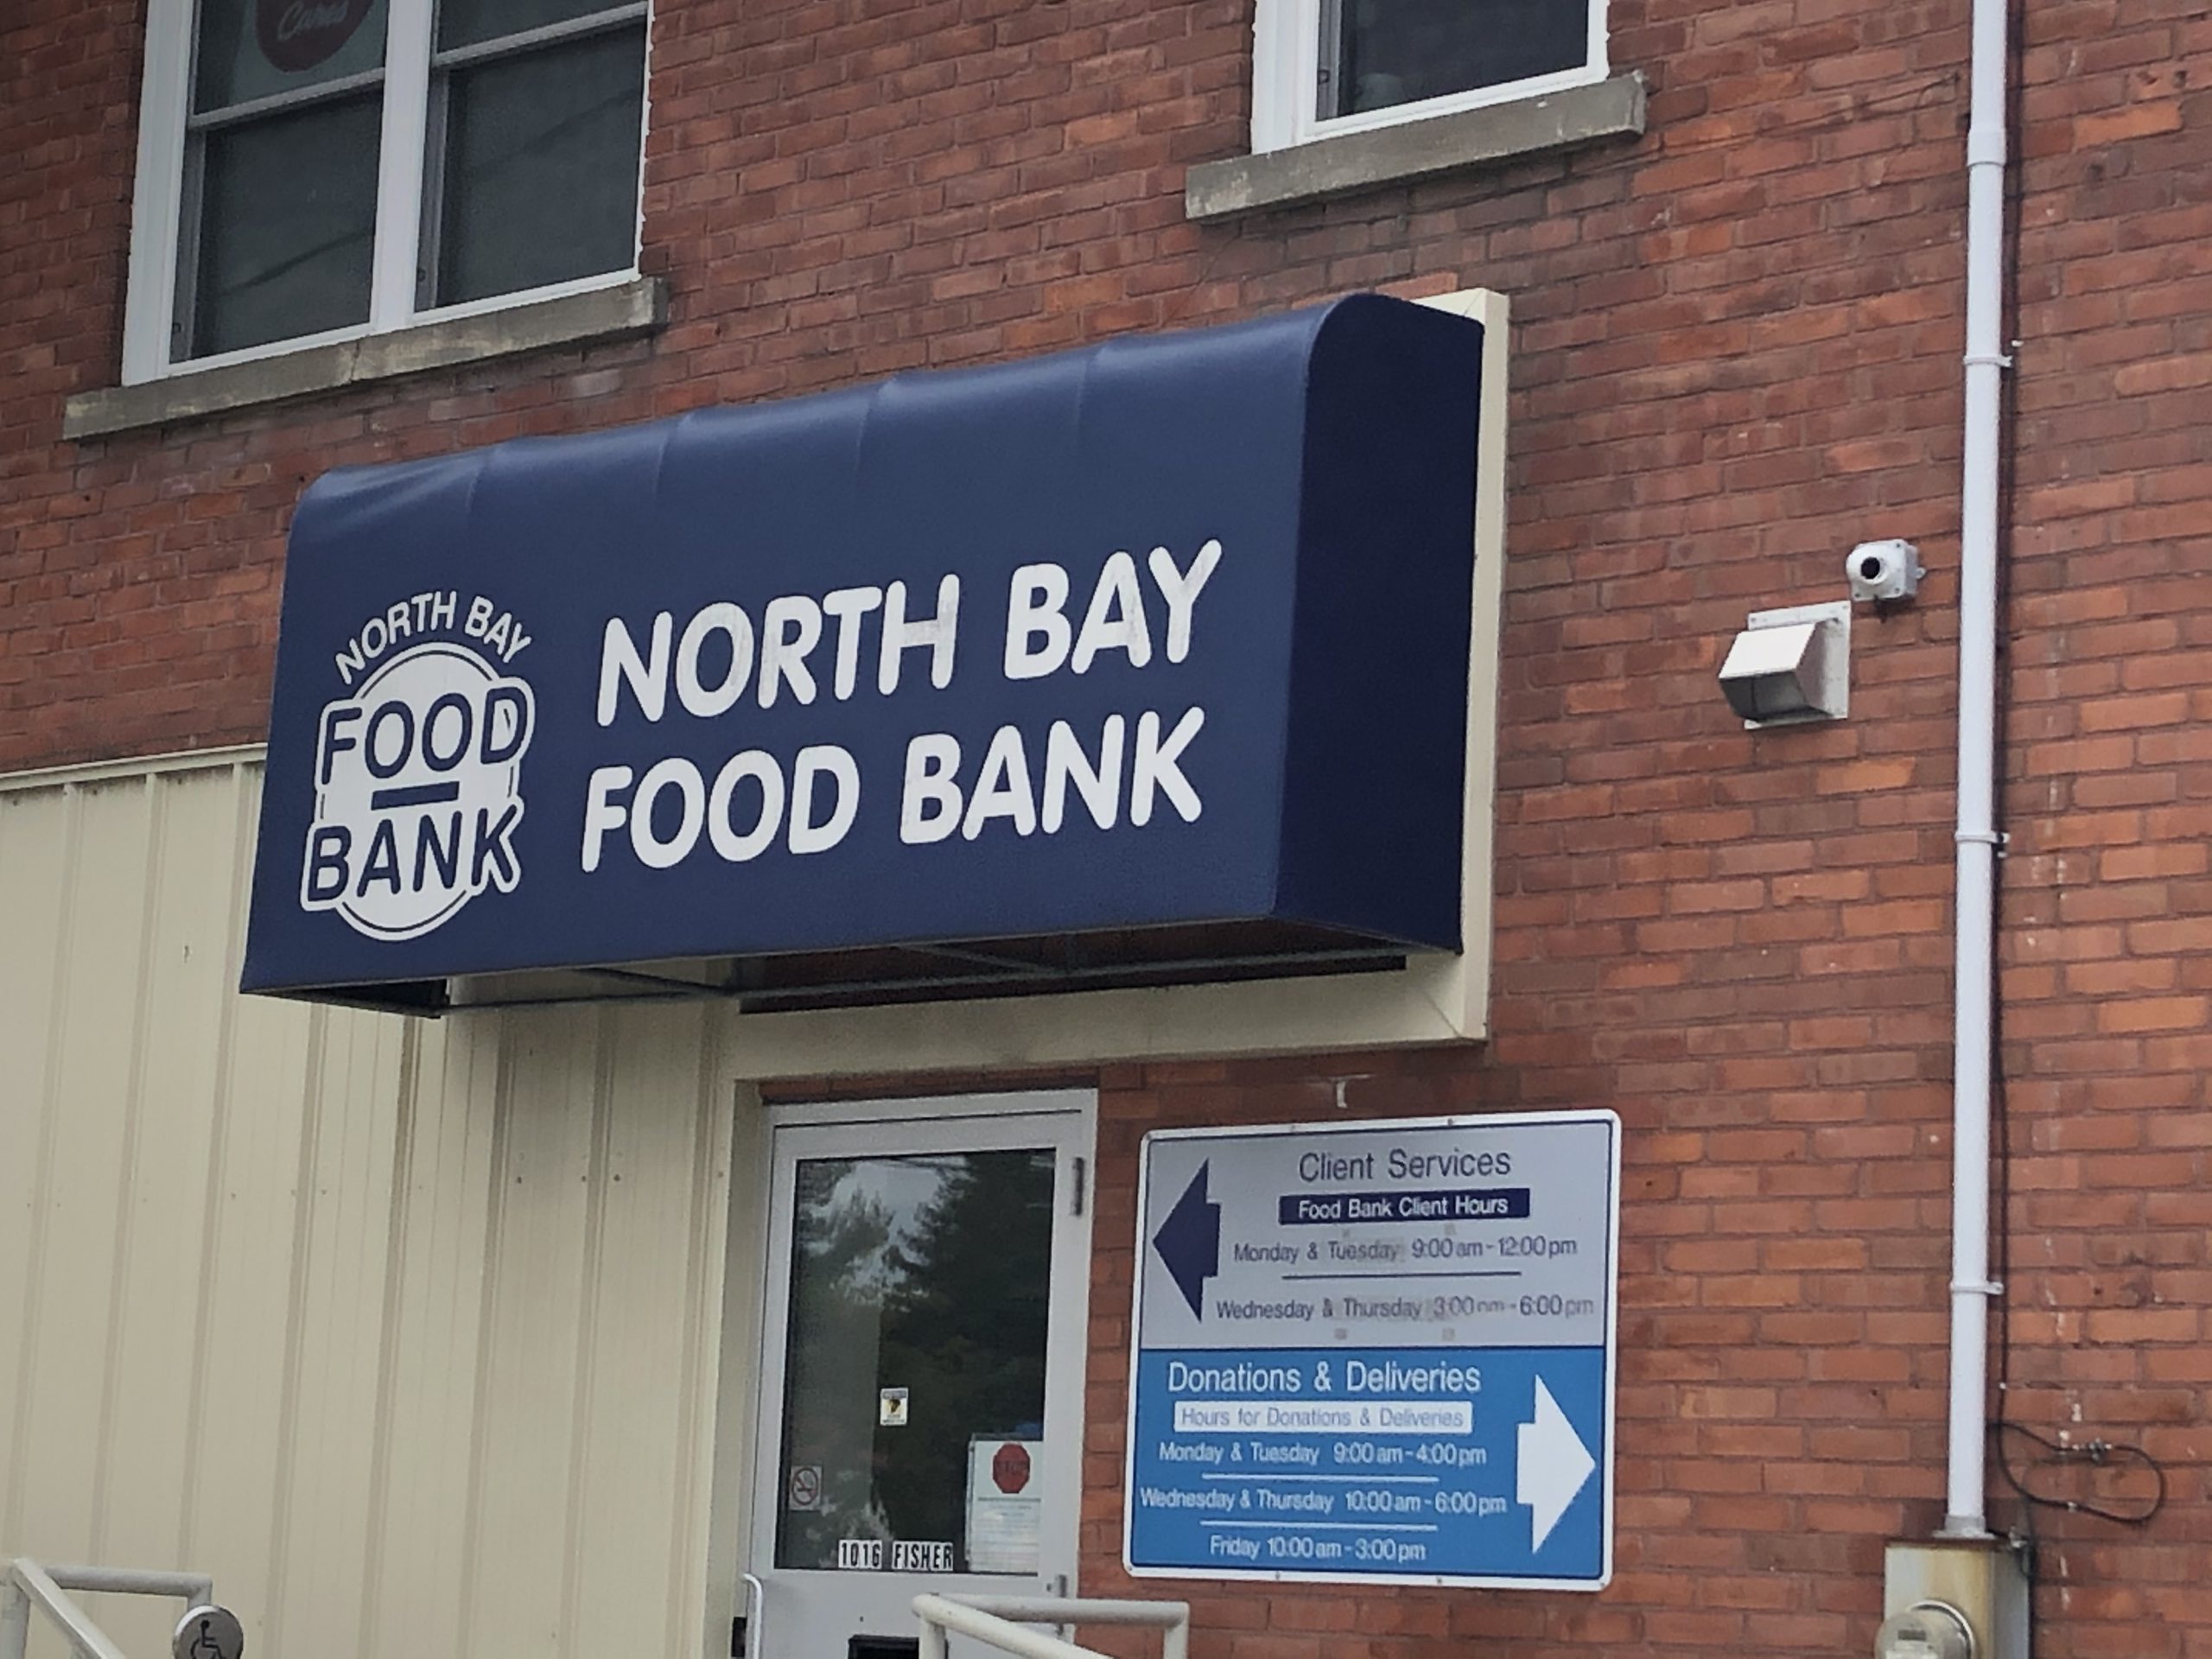 Cares
NORTH BAY
FOOD
BANK
NORTH BAY
FOOD BANK
Client Services
Food Bank Client Hours
Monday & Tuesday 9:00 am - 12:00 pm
Wednesday & Thursday 3:00 pm - 6:00 pm
Donations & Deliveries
Hours for Donations & Deliveries
Monday & Tuesday 9:00 am - 4:00 pm
Wednesday & Thursday 10:00 am - 6:00 pm
Friday 10:00 am - 3:00 pm
STOP
1016 FISHER